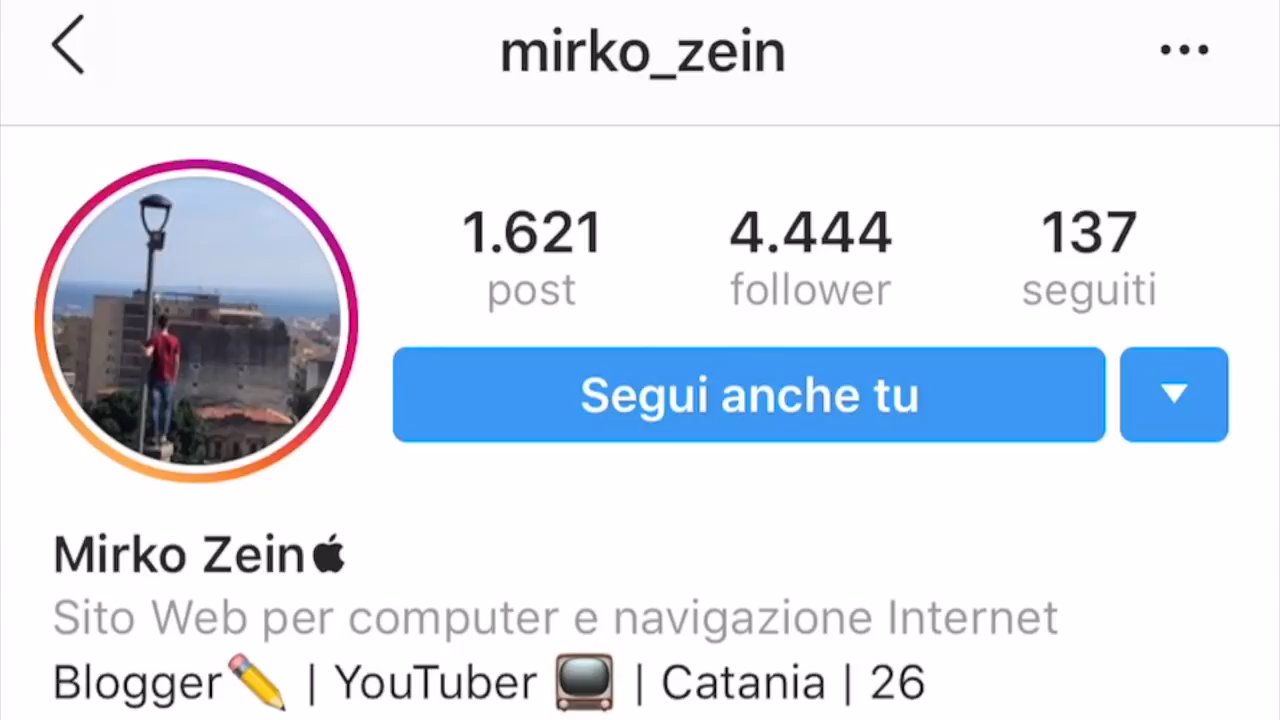 mirko_zein
1.621 4.444 137
post follower seguiti
Segui anche tu
Mirko Zein
Sito Web per computer e navigazione Internet
Blogger✏️ | YouTuber 📺 | Catania | 26